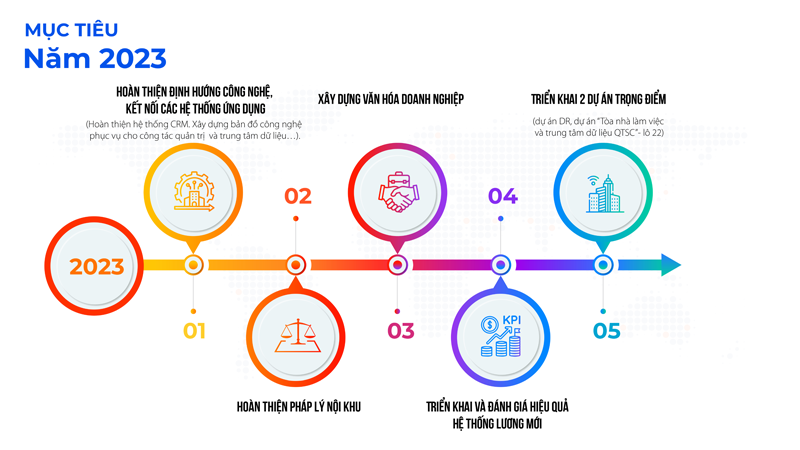 MỤC TIÊU
Năm 2023
HOÀN THIỆN ĐỊNH HƯỚNG CÔNG NGHỆ,
KẾT NỐI CÁC HỆ THỐNG ỨNG DỤNG
(Hoàn thiện hệ thống CRM. Xây dựng bản đồ công nghệ
phục vụ cho công tác quản trị và trung tâm dữ liệu...).
XÂY DỰNG VĂN HÓA DOANH NGHIỆP
TRIỂN KHAI 2 DỰ ÁN TRỌNG ĐIỂM
(dự án DR, dự án "Tòa nhà làm việc
và trung tâm dữ liệu QTSC"- lô 22)
02
04
2023
01
03
05
KPI
$
HOÀN THIỆN PHÁP LÝ NỘI KHU
TRIỂN KHAI VÀ ĐÁNH GIÁ HIỆU QUẢ
HỆ THỐNG LƯƠNG MỚI